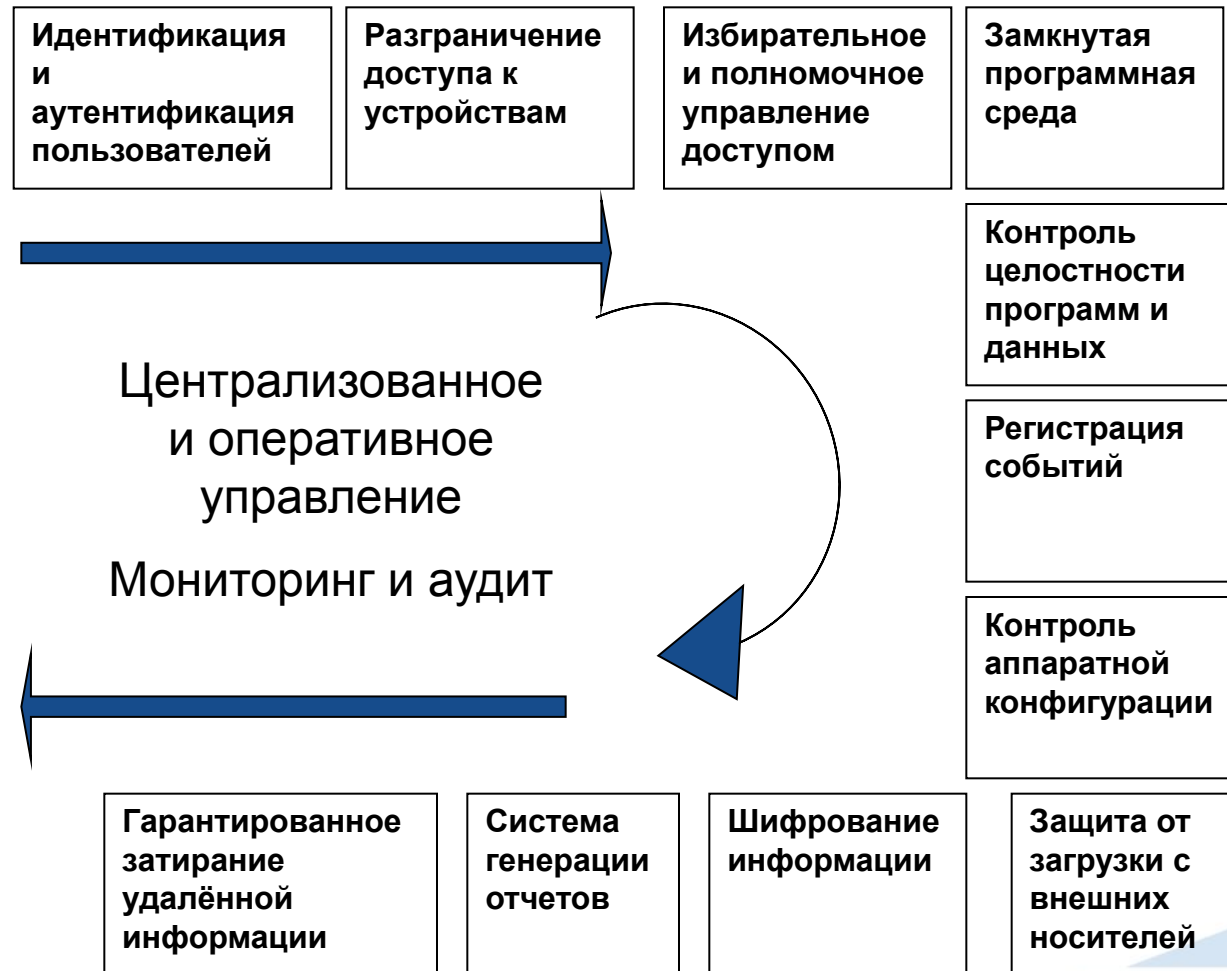 Идентификация
и
аутентификация
пользователей
Разграничение
доступа к
устройствам
Избирательное
и полномочное
управление
доступом
Замкнутая
программная
среда
Контроль
целостности
программ и
данных
Регистрация
событий
Контроль
аппаратной
конфигурации
Централизованное
и оперативное
управление
Мониторинг и аудит
Гарантированное
затирание
удалённой
информации
Система
генерации
отчетов
Шифрование
информации
Защита от
загрузки с
внешних
носителей